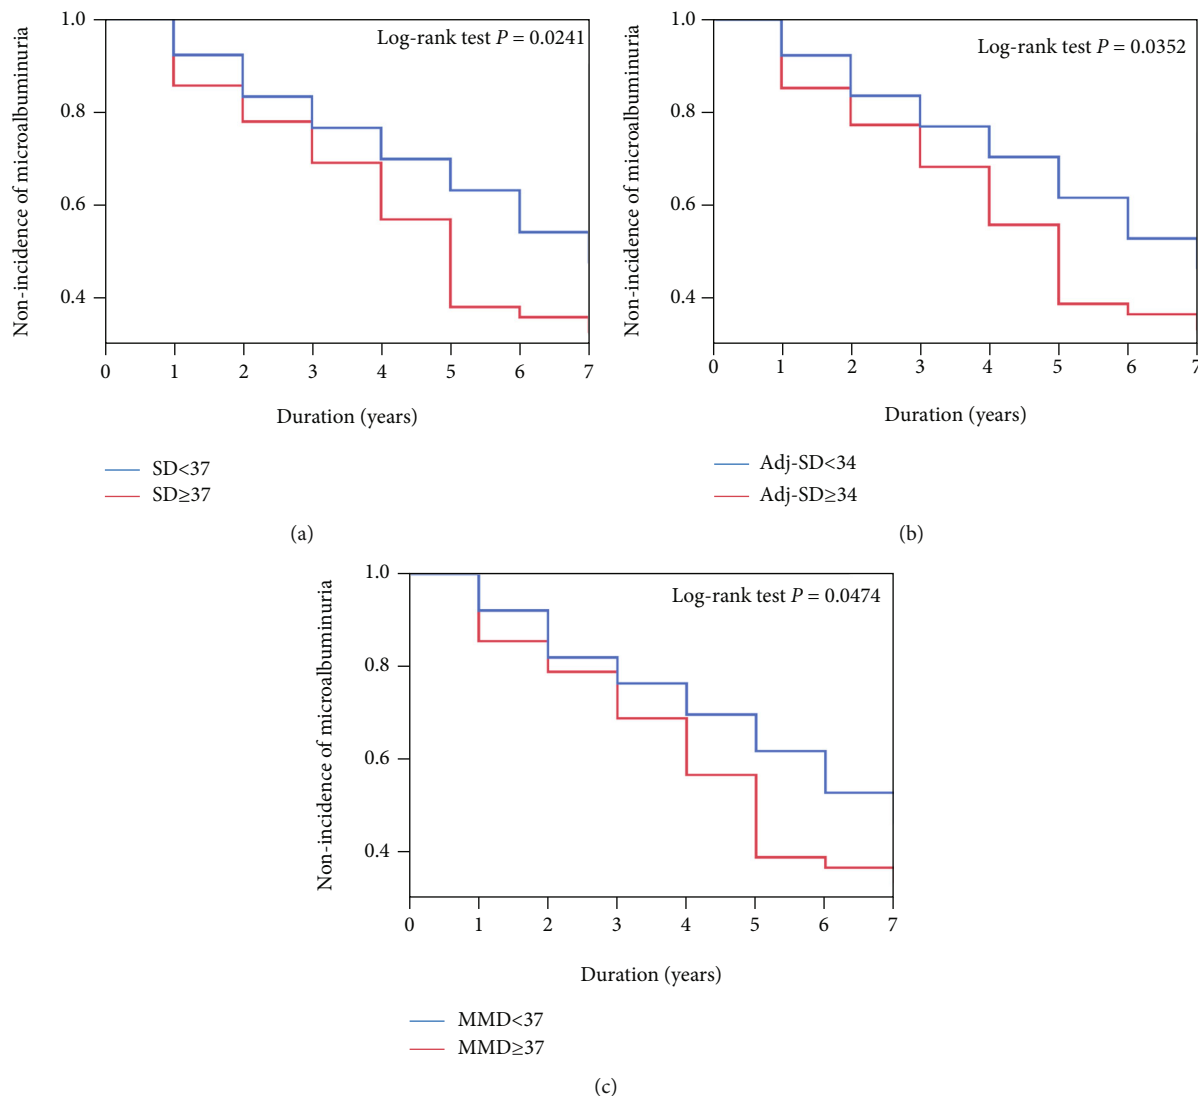 Non-incidence of microalbuminuria
1.0
0.8
0.6
0.4
Log-rank test P = 0.0241
0 1 2 3 4 5 6 7
Duration (years)
SD<37
SD≥37
(a)
Non-incidence of microalbuminuria
1.0
0.8
0.6
0.4
Log-rank test P = 0.0352
0 1 2 3 4 5 6 7
Duration (years)
Adj-SD<34
Adj-SD≥34
(b)
Non-incidence of microalbuminuria
1.0
0.8
0.6
0.4
Log-rank test P = 0.0474
0 1 2 3 4 5 6 7
Duration (years)
MMD<37
MMD≥37
(c)